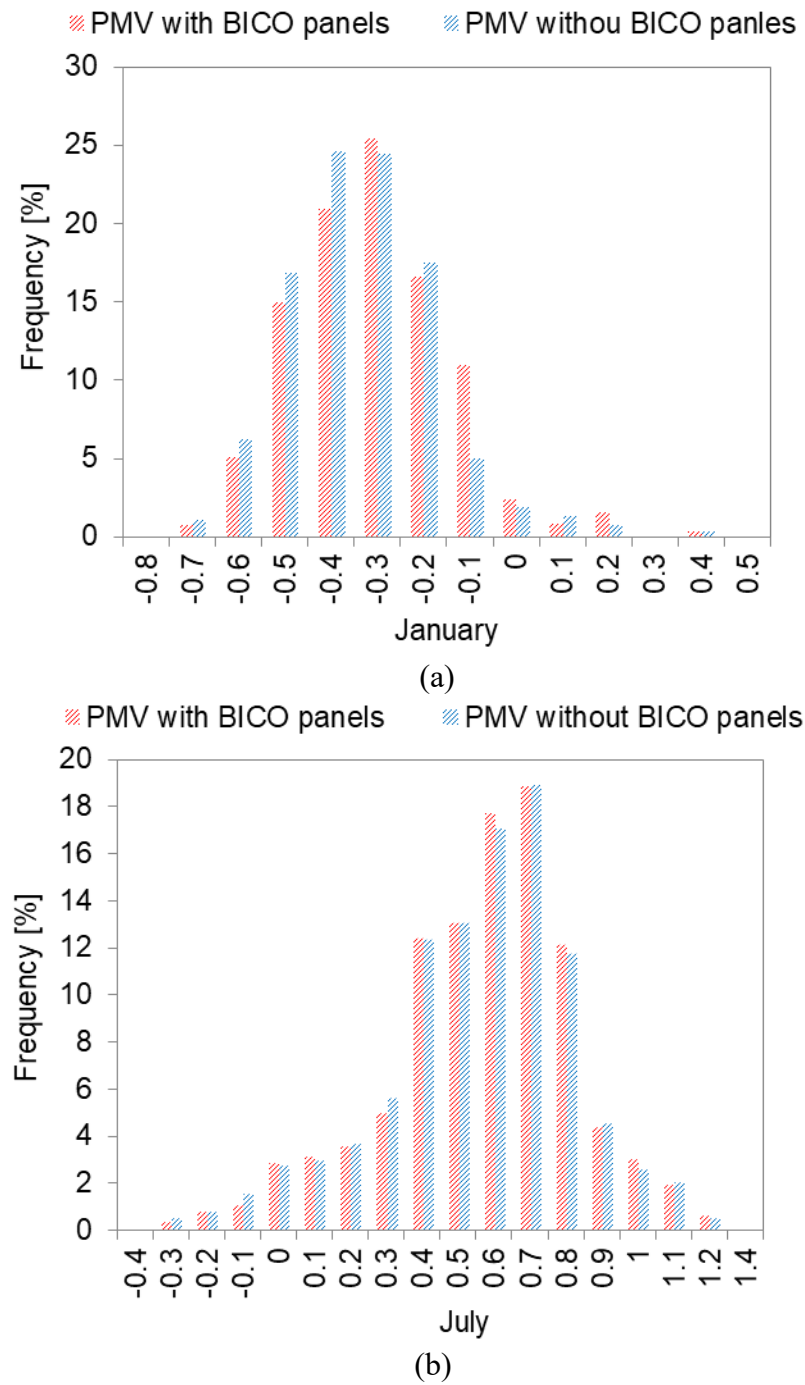 PMV with BICO panels PMV withou BICO panles
30
25
20
15
10
5
0
Frequency [%]
-0.8 -0.7 -0.6 -0.5 -0.4 -0.3 -0.2 -0.1 0 0.1 0.2 0.3 0.4 0.5
January
(a)
PMV with BICO panels PMV without BICO panels
20
18
16
14
12
10
8
6
4
2
0
Frequency [%]
-0.4 -0.3 -0.2 -0.1 0 0.1 0.2 0.3 0.4 0.5 0.6 0.7 0.8 0.9 1 1.1 1.2 1.4
July
(b)